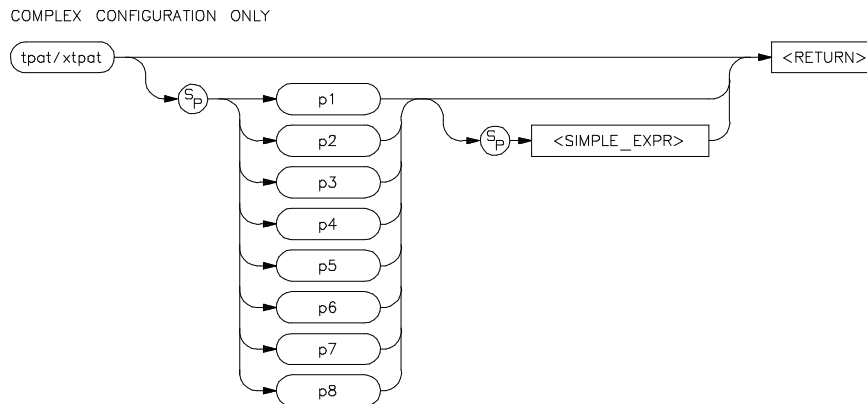 COMPLEX CONFIGURATION ONLY
tpat/xtpat
<RETURN>
SP
p1
p2
SP
<SIMPLE_EXPR>
p3
p4
p5
p6
p7
p8